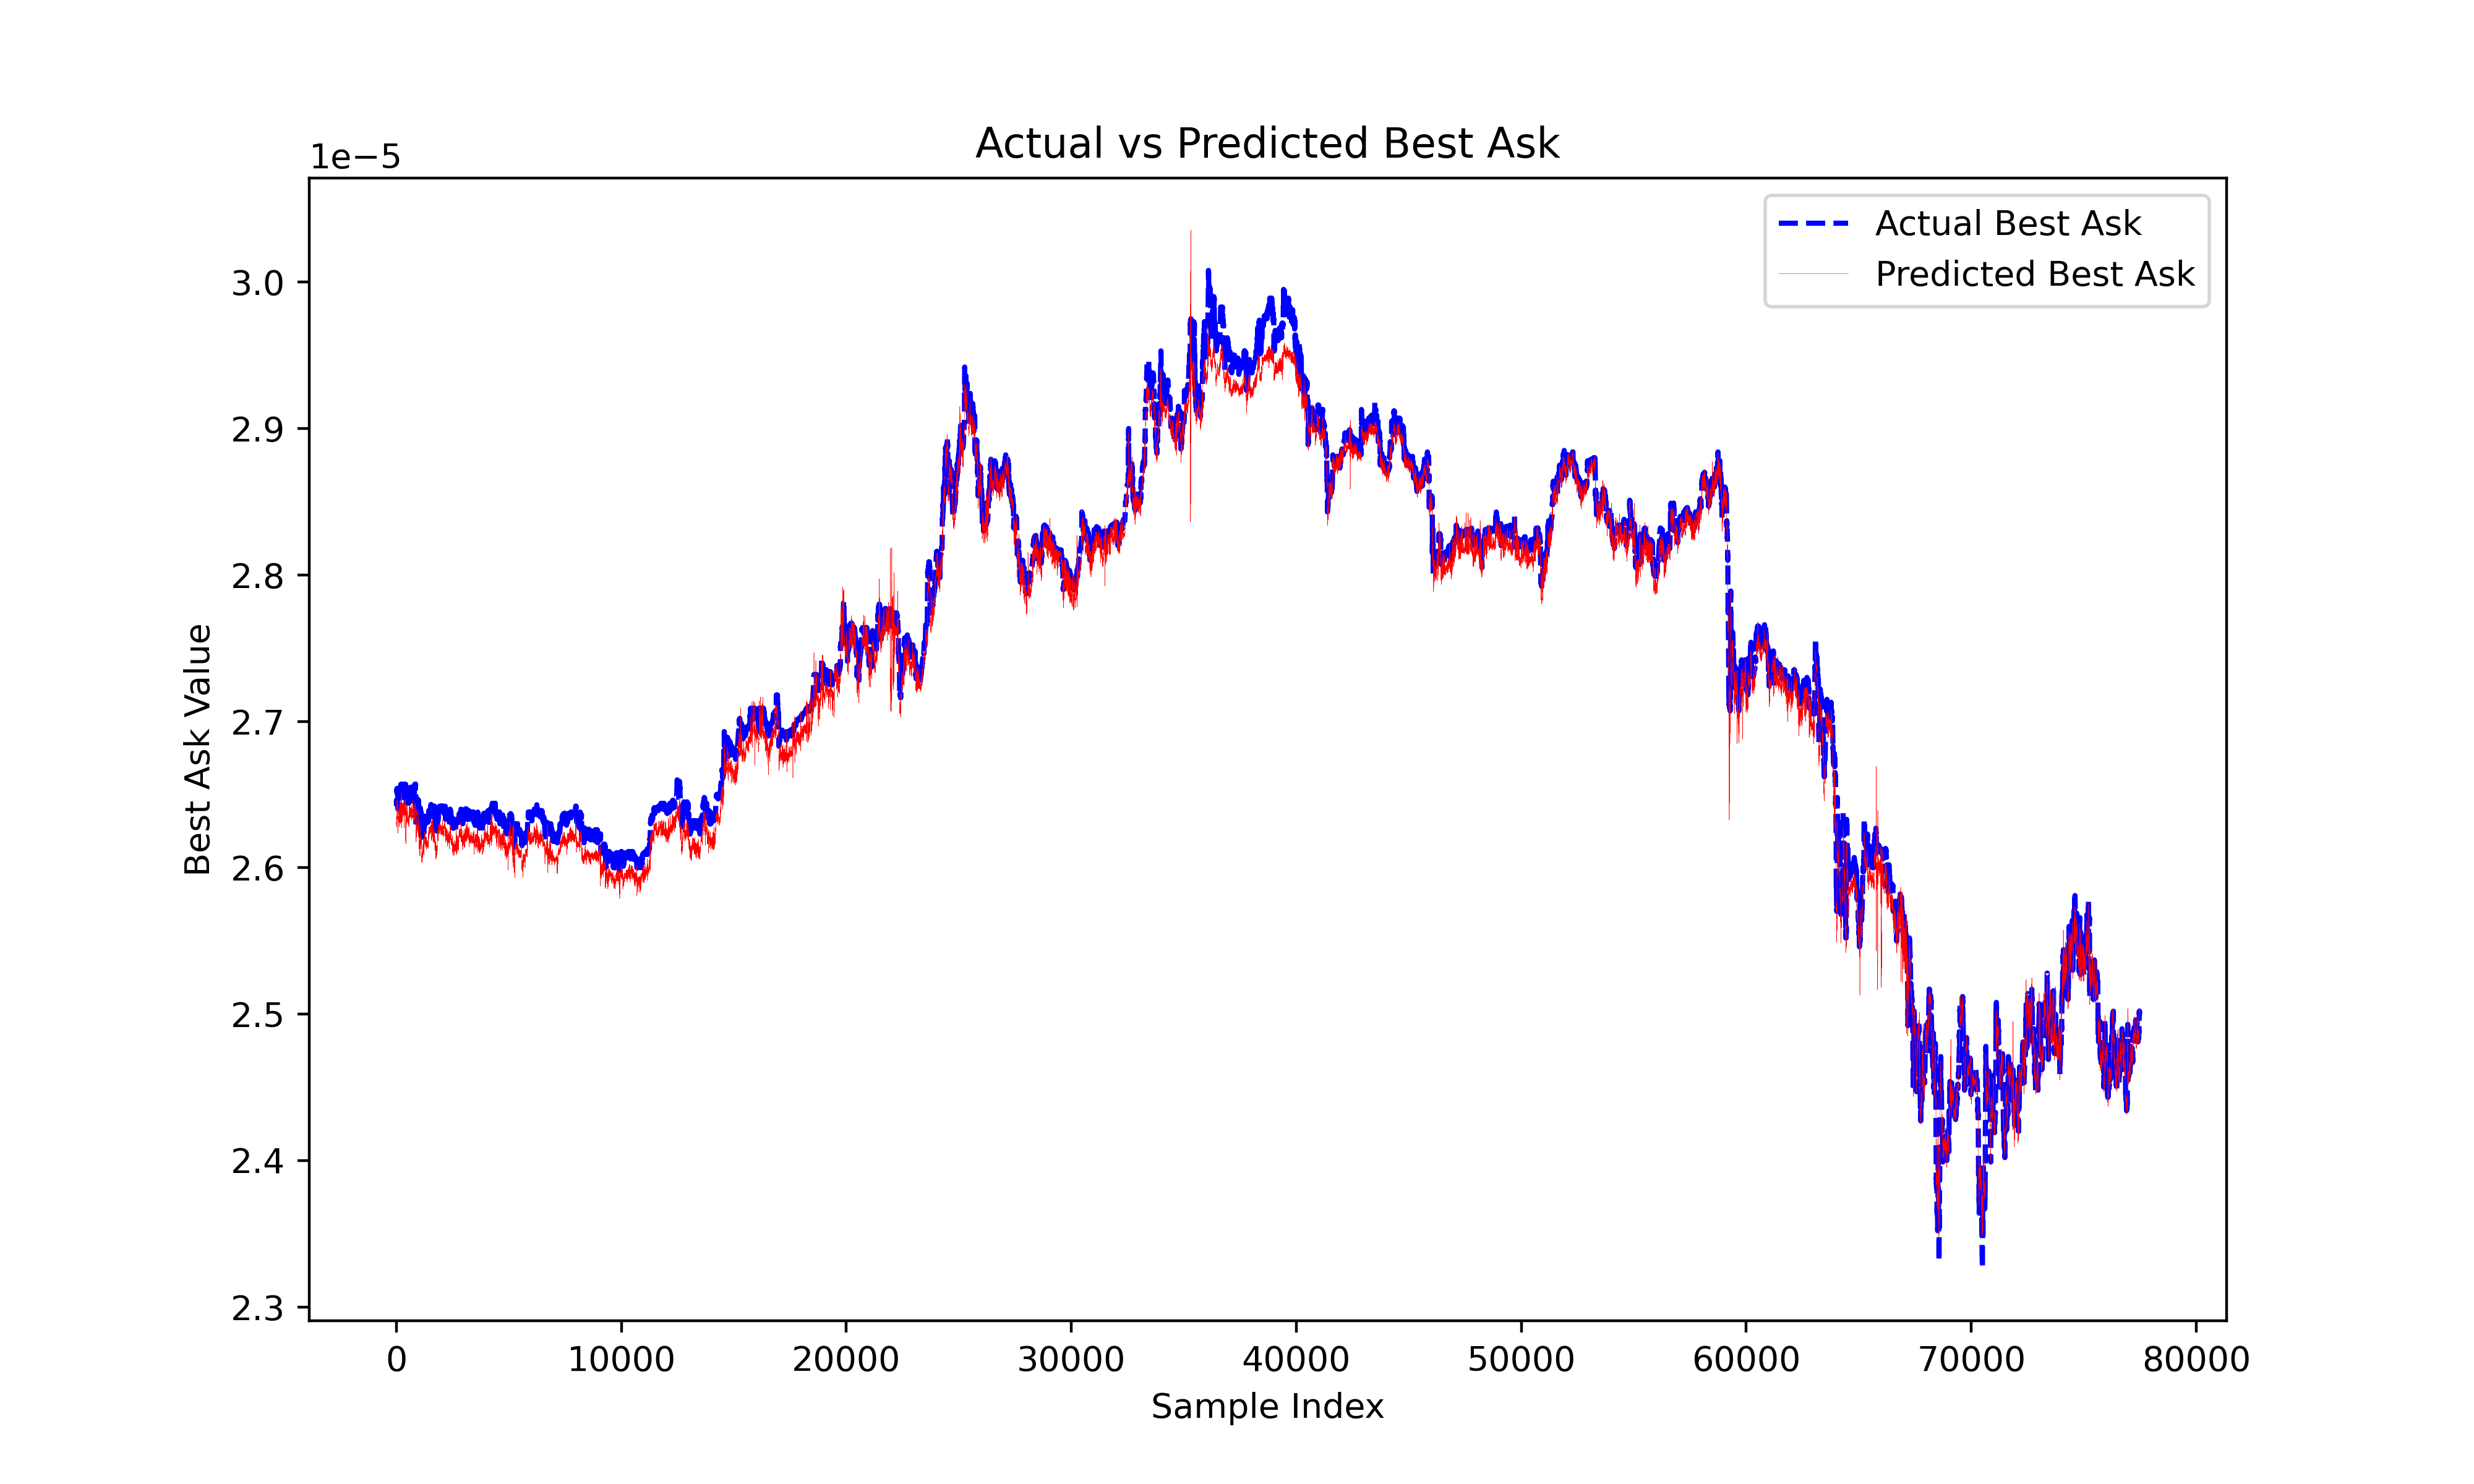 Actual vs Predicted Best Ask
1e−5
Actual Best Ask
Predicted Best Ask
3.0
2.9
2.8
2.7
2.6
2.5
2.4
2.3
Best Ask Value
0 10000 20000 30000 40000 50000 60000 70000 80000
Sample Index